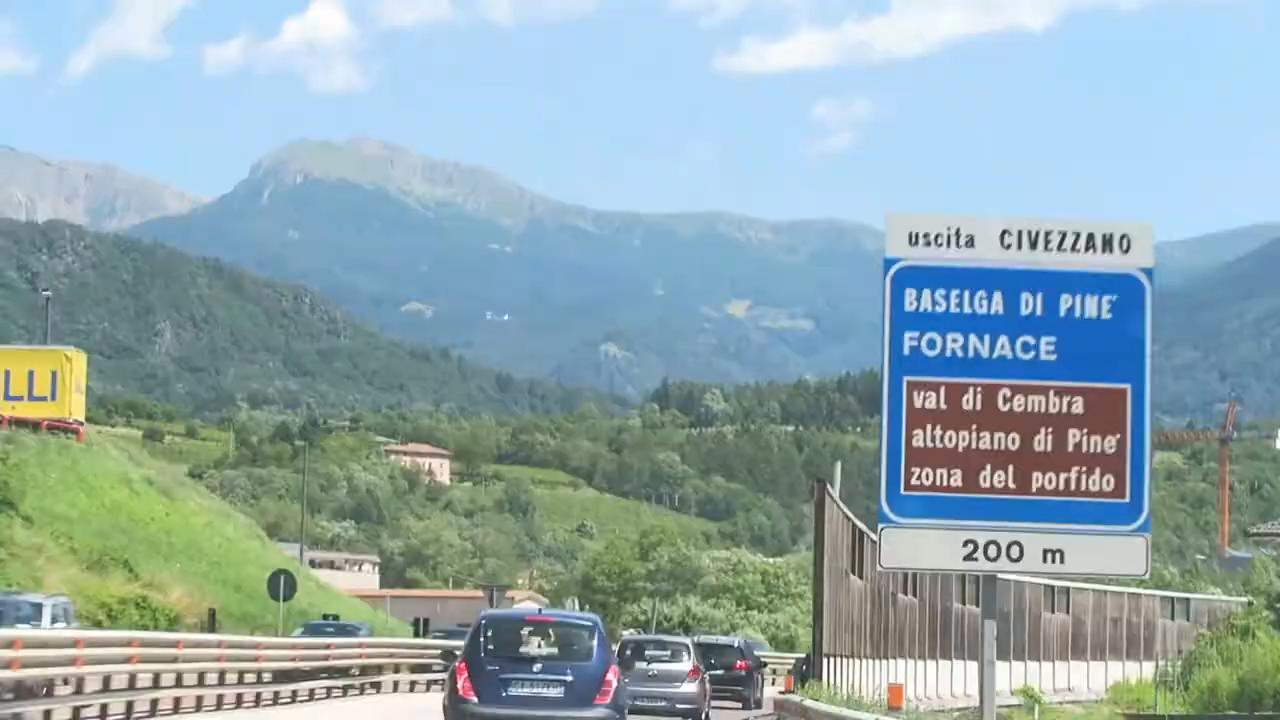 uscita CIVEZZANO
BASELGA DI PINE'
FORNACE
val di Cembra
altopiano di Pine'
zona del porfido
200 m
LLI